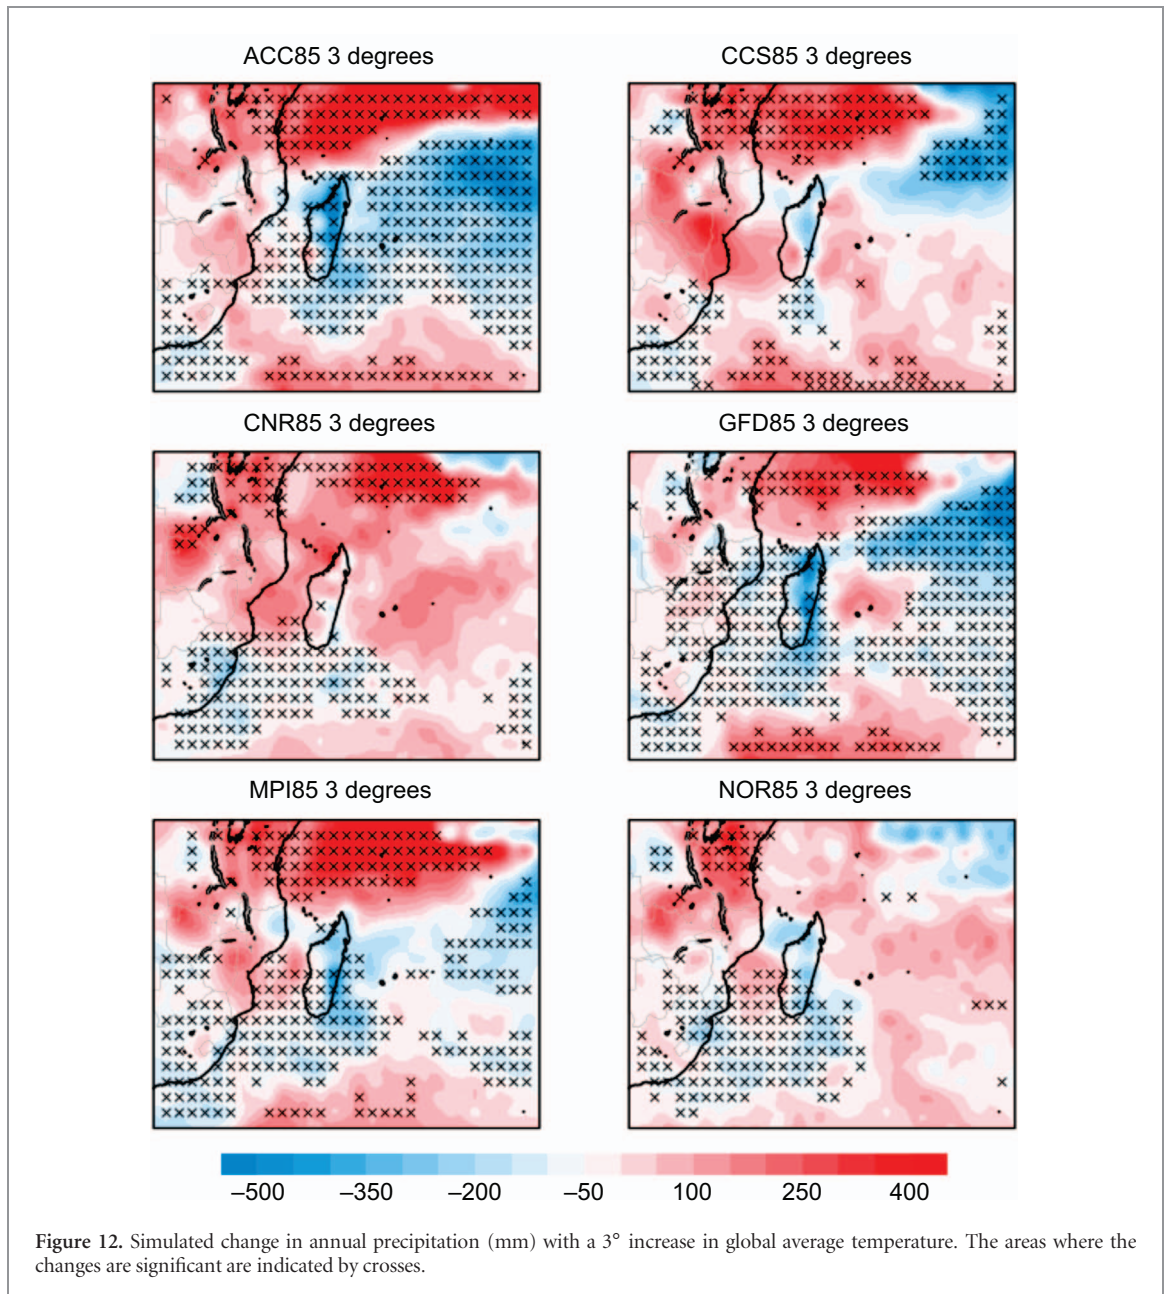 ACC85 3 degrees
CCS85 3 degrees
CNR85 3 degrees
GFD85 3 degrees
MPI85 3 degrees
NOR85 3 degrees
–500 –350 –200 –50 100 250 400
Figure 12. Simulated change in annual precipitation (mm) with a 3° increase in global average temperature. The areas where the
changes are significant are indicated by crosses.